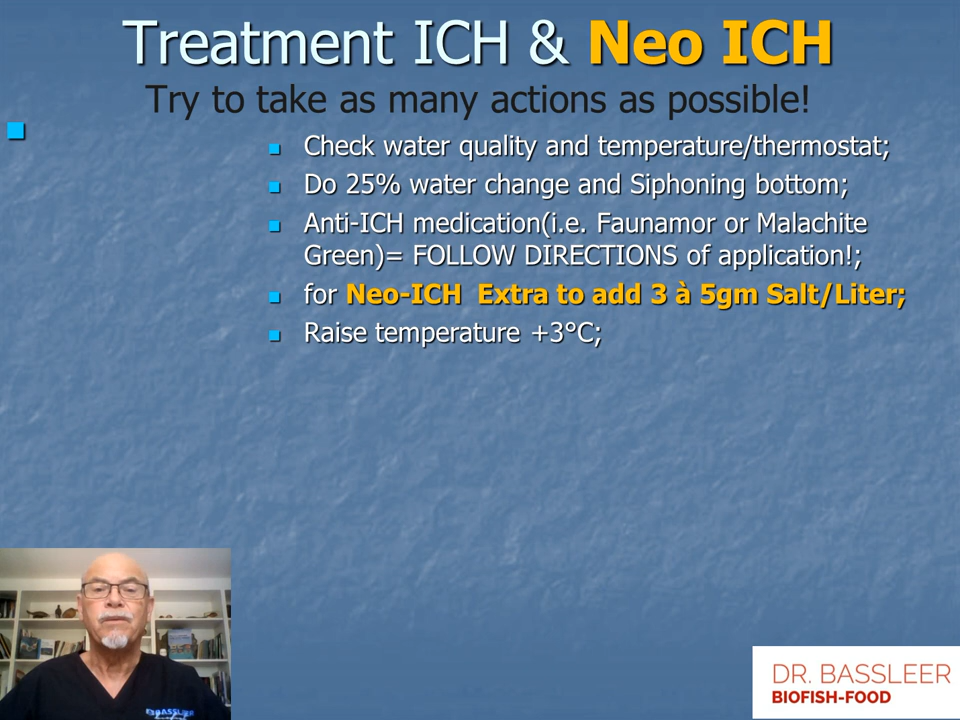 Treatment ICH & Neo ICH
Try to take as many actions as possible!
Check water quality and temperature/thermostat;
Do 25% water change and Siphoning bottom;
Anti-ICH medication(i.e. Faunamor or Malachite
Green)= FOLLOW DIRECTIONS of application!;
for Neo-ICH Extra to add 3 à 5gm Salt/Liter;
Raise temperature +3°C;
DR. BASSLEER
BIOFISH-FOOD